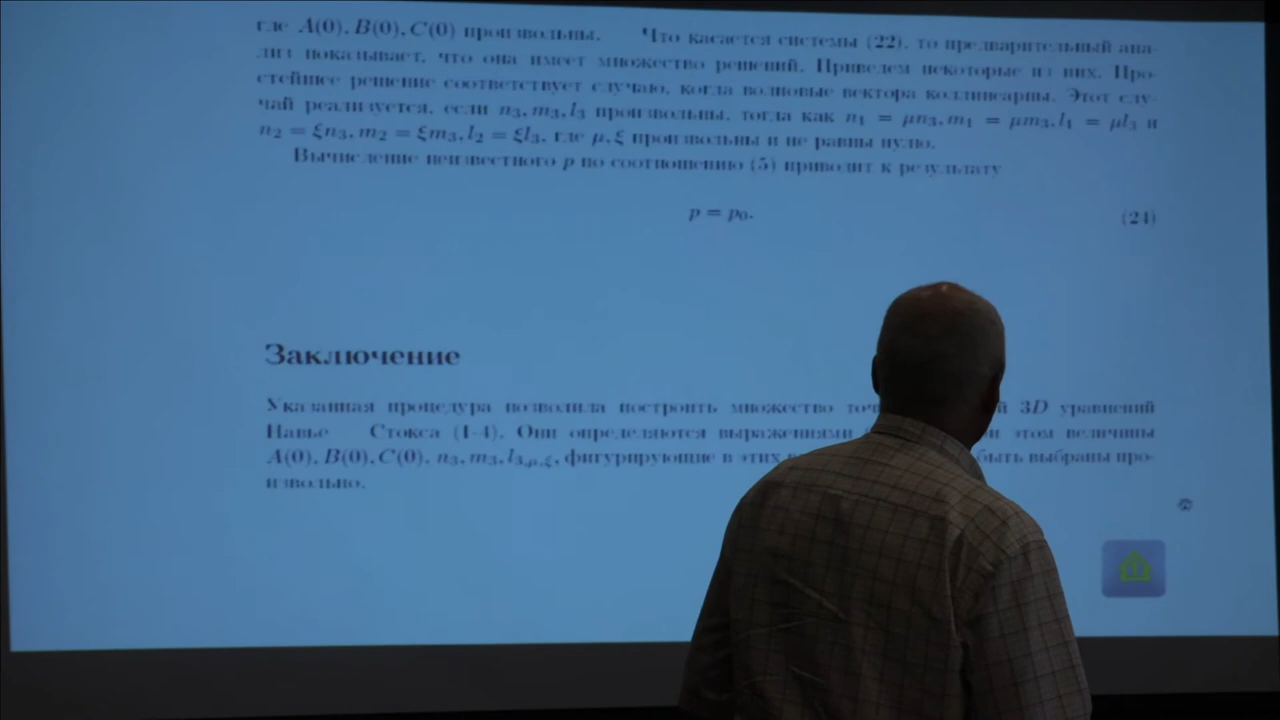 где A(0), B(0), C(0) произвольны. Что касается системы (22), то предварительный ана-
лиз показывает, что она имеет множество решений. Приведем некоторые из них. Про-
стейшее решение соответствует случаю, когда волновые вектора коллинеарны. Этот слу-
чай реализуется, если n₃, m₃, l₃ произвольны, тогда как n₁ = μn₃, m₁ = μm₃, l₁ = μl₃ и
n₂ = ξn₃, m₂ = ξm₃, l₂ = ξl₃, где μ, ξ произвольны и не равны нулю.
Вычисление неизвестного p по соотношению (5) приводит к результату
p = p₀. (24)
Заключение
Указанная процедура позволила построить множество 3D уравнений
Навье Стокса (1-4). Они определяются выражениями этом величины
A(0), B(0), C(0), n₃, m₃, l₃,μ,ξ, фигурирующие в этих быть выбраны про-
извольно.